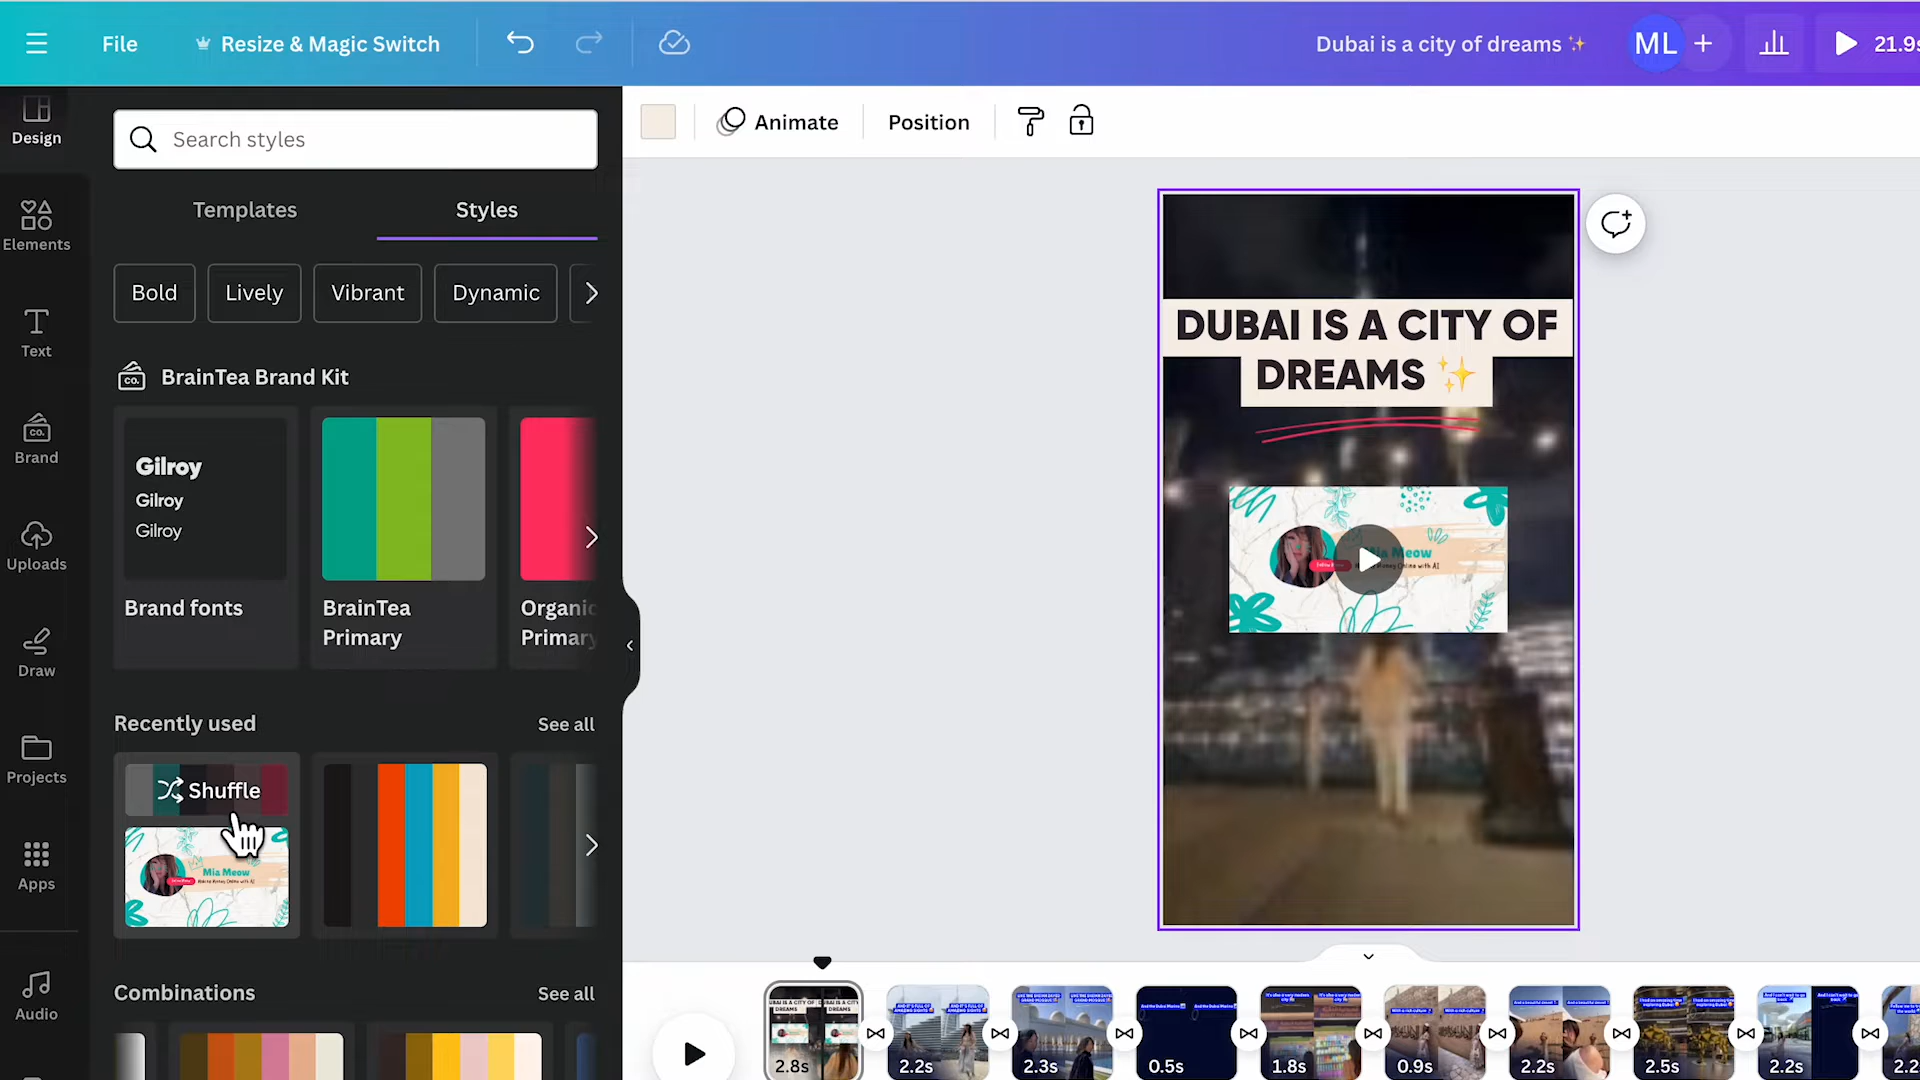 File
Resize & Magic Switch
Dubai is a city of dreams ✨
ML
+
21.9s
Design
Elements
Text
Brand
Uploads
Draw
Projects
Apps
Audio
Search styles
Templates
Styles
Bold
Lively
Vibrant
Dynamic
CO.
BrainTea Brand Kit
Gilroy
Gilroy
Gilroy
Brand fonts
BrainTea
Primary
Organic
Primary
Recently used
See all
Shuffle
Mia Meow
Combinations
See all
Animate
Position
DUBAI IS A CITY OF
DREAMS ✨
Mia Meow
2.8s
2.2s
2.3s
0.5s
1.8s
0.9s
2.2s
2.5s
2.2s
2.2